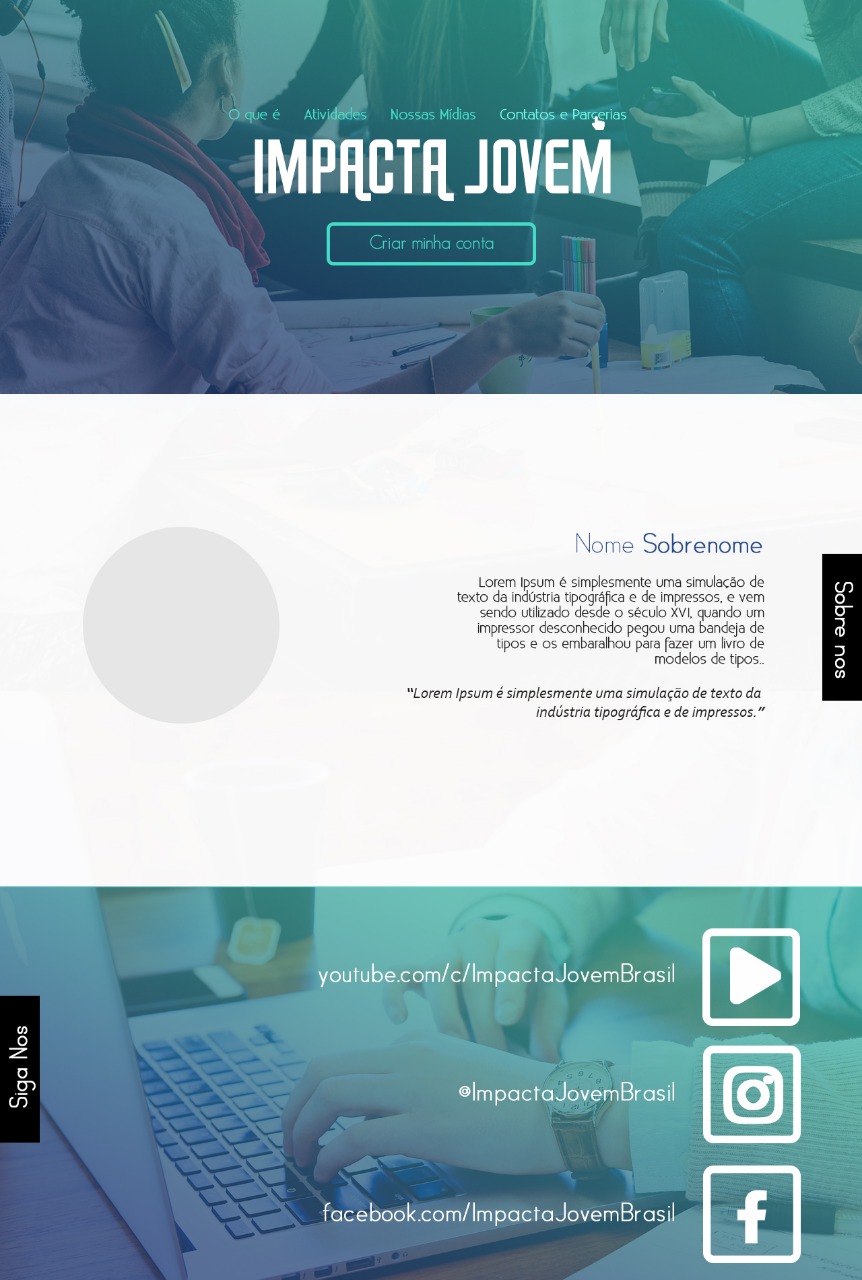 O que é Atividades Nossas Mídias Contatos e Parcerias
IMPACTA JOVEM
Criar minha conta
Nome Sobrenome
Lorem Ipsum é simplesmente uma simulação de
texto da indústria tipográfica e de impressos, e vem
sendo utilizado desde o século XVI, quando um
impressor desconhecido pegou uma bandeja de
tipos e os embaralhou para fazer um livro de
modelos de tipos..
“Lorem Ipsum é simplesmente uma simulação de texto da
indústria tipográfica e de impressos.”
Sobre nos
youtube.com/c/ImpactaJovemBrasil
Siga Nos
@ImpactaJovemBrasil
facebook.com/ImpactaJovemBrasil